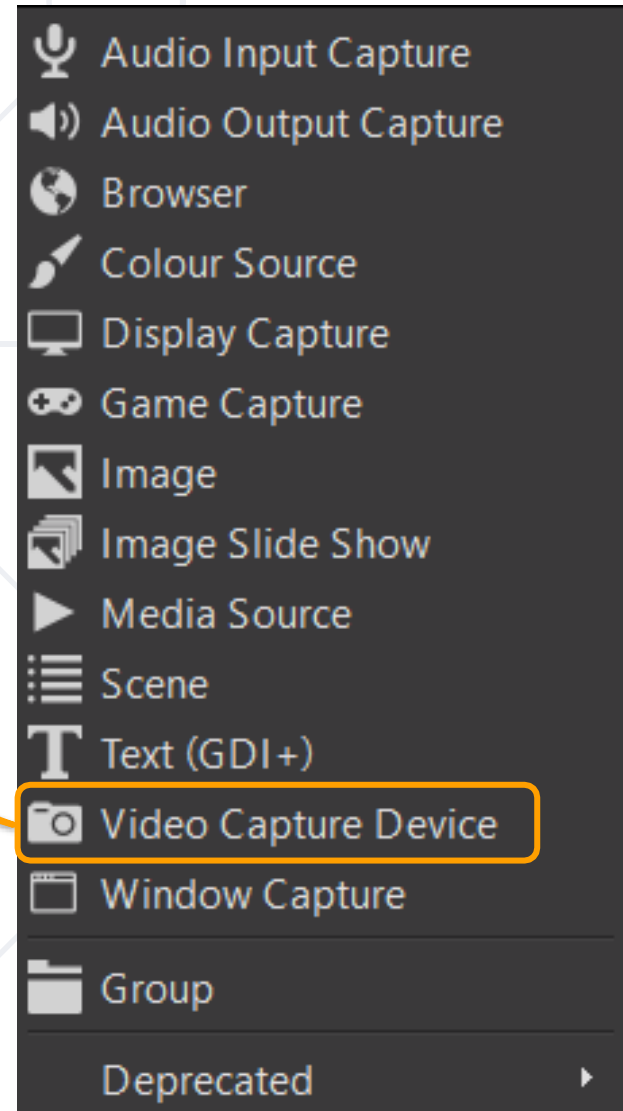 Audio Input Capture
Audio Output Capture
Browser
Colour Source
Display Capture
Game Capture
Image
Image Slide Show
Media Source
Scene
Text (GDI+)
Video Capture Device
Window Capture
Group
Deprecated